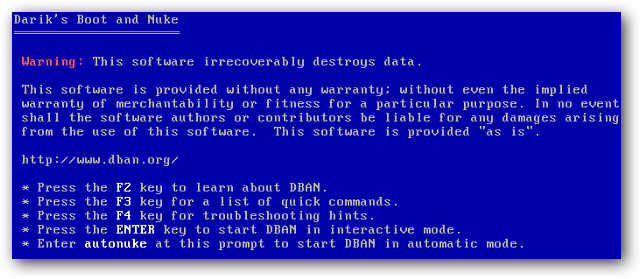 Darik's Boot and Nuke
Warning: This software irrecoverably destroys data.
This software is provided without any warranty; without even the implied
warranty of merchantability or fitness for a particular purpose. In no event
shall the software authors or contributors be liable for any damages arising
from the use of this software.  This software is provided "as is".
http://www.dban.org/
* Press the F2 key to learn about DBAN.
* Press the F3 key for a list of quick commands.
* Press the F4 key for troubleshooting hints.
* Press the ENTER key to start DBAN in interactive mode.
* Enter autonuke at this prompt to start DBAN in automatic mode.